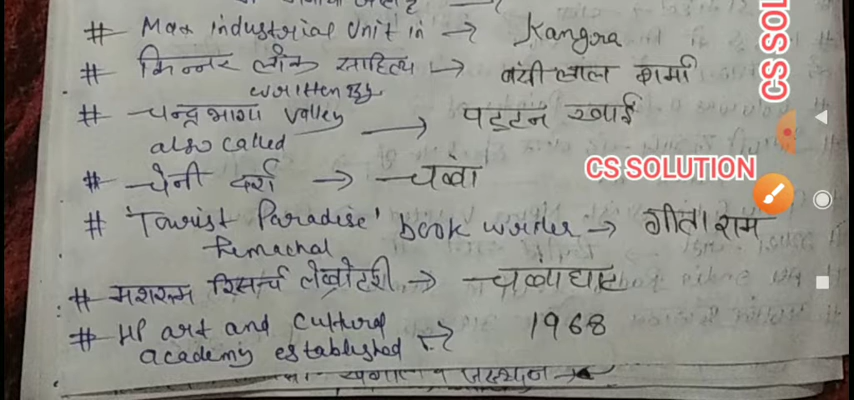 # Max industrial Unit in → Kangra
# किन्नर लोक साहित्य → बंशीलाल शर्मा
written By
# चन्द्रभागा valley → पट्टन खाई
also called
# चेनी दर्रा → चंबा
# 'Tourist Paradise' book writer → गीता राम
Himachal
# मशरुम रिसर्च लेबोटरी → चंबाघाट
# HP art and cultural
academy established → 1968
CS SOLUTION
CS SOL